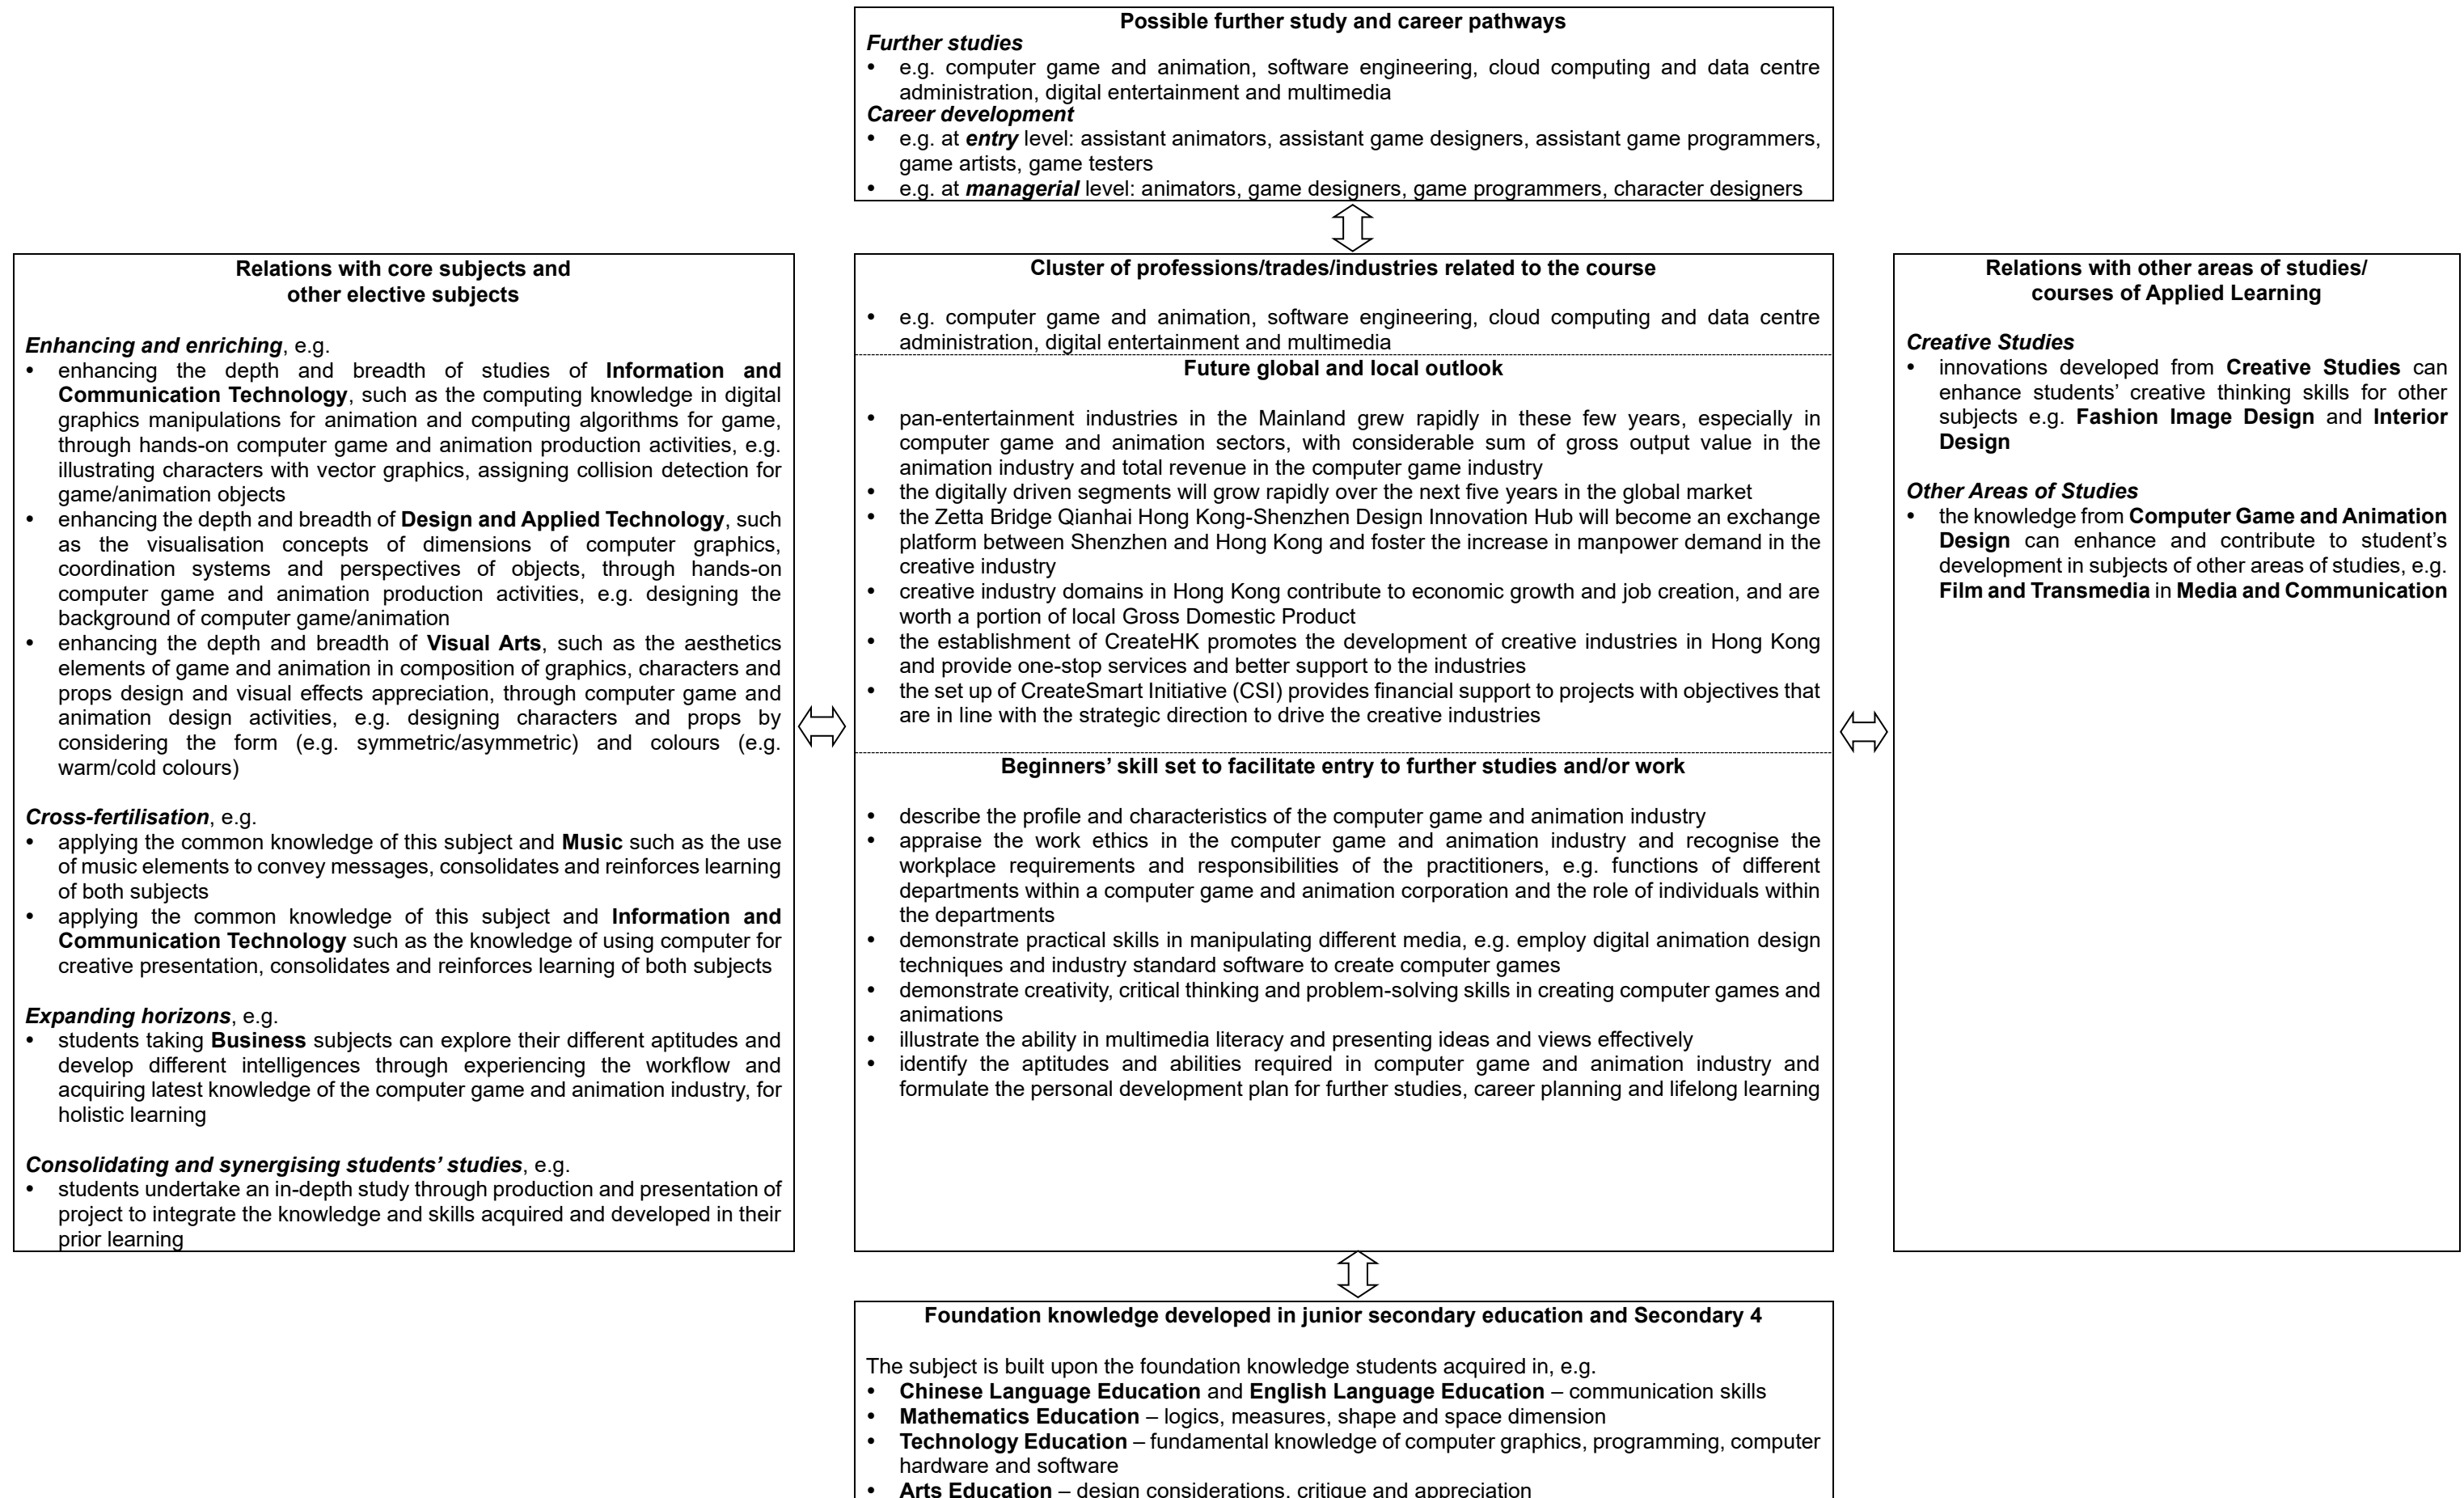 Possible further study and career pathways
Further studies
• e.g. computer game and animation, software engineering, cloud computing and data centre
administration, digital entertainment and multimedia
Career development
• e.g. at entry level: assistant animators, assistant game designers, assistant game programmers,
game artists, game testers
• e.g. at managerial level: animators, game designers, game programmers, character designers
Relations with core subjects and
other elective subjects
Enhancing and enriching, e.g.
• enhancing the depth and breadth of studies of Information and
Communication Technology, such as the computing knowledge in digital
graphics manipulations for animation and computing algorithms for game,
through hands-on computer game and animation production activities, e.g.
illustrating characters with vector graphics, assigning collision detection for
game/animation objects
• enhancing the depth and breadth of Design and Applied Technology, such
as the visualisation concepts of dimensions of computer graphics,
coordination systems and perspectives of objects, through hands-on
computer game and animation production activities, e.g. designing the
background of computer game/animation
• enhancing the depth and breadth of Visual Arts, such as the aesthetics
elements of game and animation in composition of graphics, characters and
props design and visual effects appreciation, through computer game and
animation design activities, e.g. designing characters and props by
considering the form (e.g. symmetric/asymmetric) and colours (e.g.
warm/cold colours)
Cross-fertilisation, e.g.
• applying the common knowledge of this subject and Music such as the use
of music elements to convey messages, consolidates and reinforces learning
of both subjects
• applying the common knowledge of this subject and Information and
Communication Technology such as the knowledge of using computer for
creative presentation, consolidates and reinforces learning of both subjects
Expanding horizons, e.g.
• students taking Business subjects can explore their different aptitudes and
develop different intelligences through experiencing the workflow and
acquiring latest knowledge of the computer game and animation industry, for
holistic learning
Consolidating and synergising students’ studies, e.g.
• students undertake an in-depth study through production and presentation of
project to integrate the knowledge and skills acquired and developed in their
prior learning
Cluster of professions/trades/industries related to the course
• e.g. computer game and animation, software engineering, cloud computing and data centre
administration, digital entertainment and multimedia
Future global and local outlook
• pan-entertainment industries in the Mainland grew rapidly in these few years, especially in
computer game and animation sectors, with considerable sum of gross output value in the
animation industry and total revenue in the computer game industry
• the digitally driven segments will grow rapidly over the next five years in the global market
• the Zetta Bridge Qianhai Hong Kong-Shenzhen Design Innovation Hub will become an exchange
platform between Shenzhen and Hong Kong and foster the increase in manpower demand in the
creative industry
• creative industry domains in Hong Kong contribute to economic growth and job creation, and are
worth a portion of local Gross Domestic Product
• the establishment of CreateHK promotes the development of creative industries in Hong Kong
and provide one-stop services and better support to the industries
• the set up of CreateSmart Initiative (CSI) provides financial support to projects with objectives that
are in line with the strategic direction to drive the creative industries
Beginners’ skill set to facilitate entry to further studies and/or work
• describe the profile and characteristics of the computer game and animation industry
• appraise the work ethics in the computer game and animation industry and recognise the
workplace requirements and responsibilities of the practitioners, e.g. functions of different
departments within a computer game and animation corporation and the role of individuals within
the departments
• demonstrate practical skills in manipulating different media, e.g. employ digital animation design
techniques and industry standard software to create computer games
• demonstrate creativity, critical thinking and problem-solving skills in creating computer games and
animations
• illustrate the ability in multimedia literacy and presenting ideas and views effectively
• identify the aptitudes and abilities required in computer game and animation industry and
formulate the personal development plan for further studies, career planning and lifelong learning
Relations with other areas of studies/
courses of Applied Learning
Creative Studies
• innovations developed from Creative Studies can
enhance students’ creative thinking skills for other
subjects e.g. Fashion Image Design and Interior
Design
Other Areas of Studies
• the knowledge from Computer Game and Animation
Design can enhance and contribute to student’s
development in subjects of other areas of studies, e.g.
Film and Transmedia in Media and Communication
Foundation knowledge developed in junior secondary education and Secondary 4
The subject is built upon the foundation knowledge students acquired in, e.g.
• Chinese Language Education and English Language Education – communication skills
• Mathematics Education – logics, measures, shape and space dimension
• Technology Education – fundamental knowledge of computer graphics, programming, computer
hardware and software
• Arts Education – design considerations, critique and appreciation